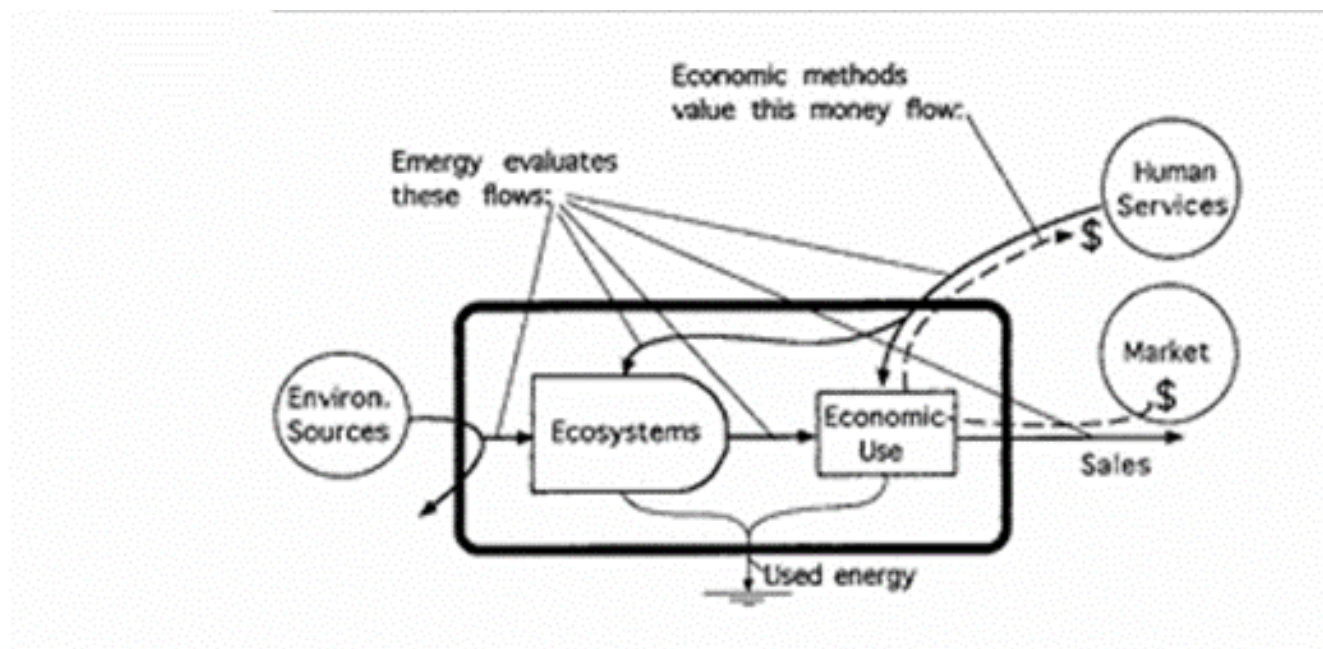 Economic methods
value this money flow:
Emergy evaluates
these flows:
Human
Services
$
Market
$
Environ.
Sources
Ecosystems
Economic
Use
Sales
Used energy